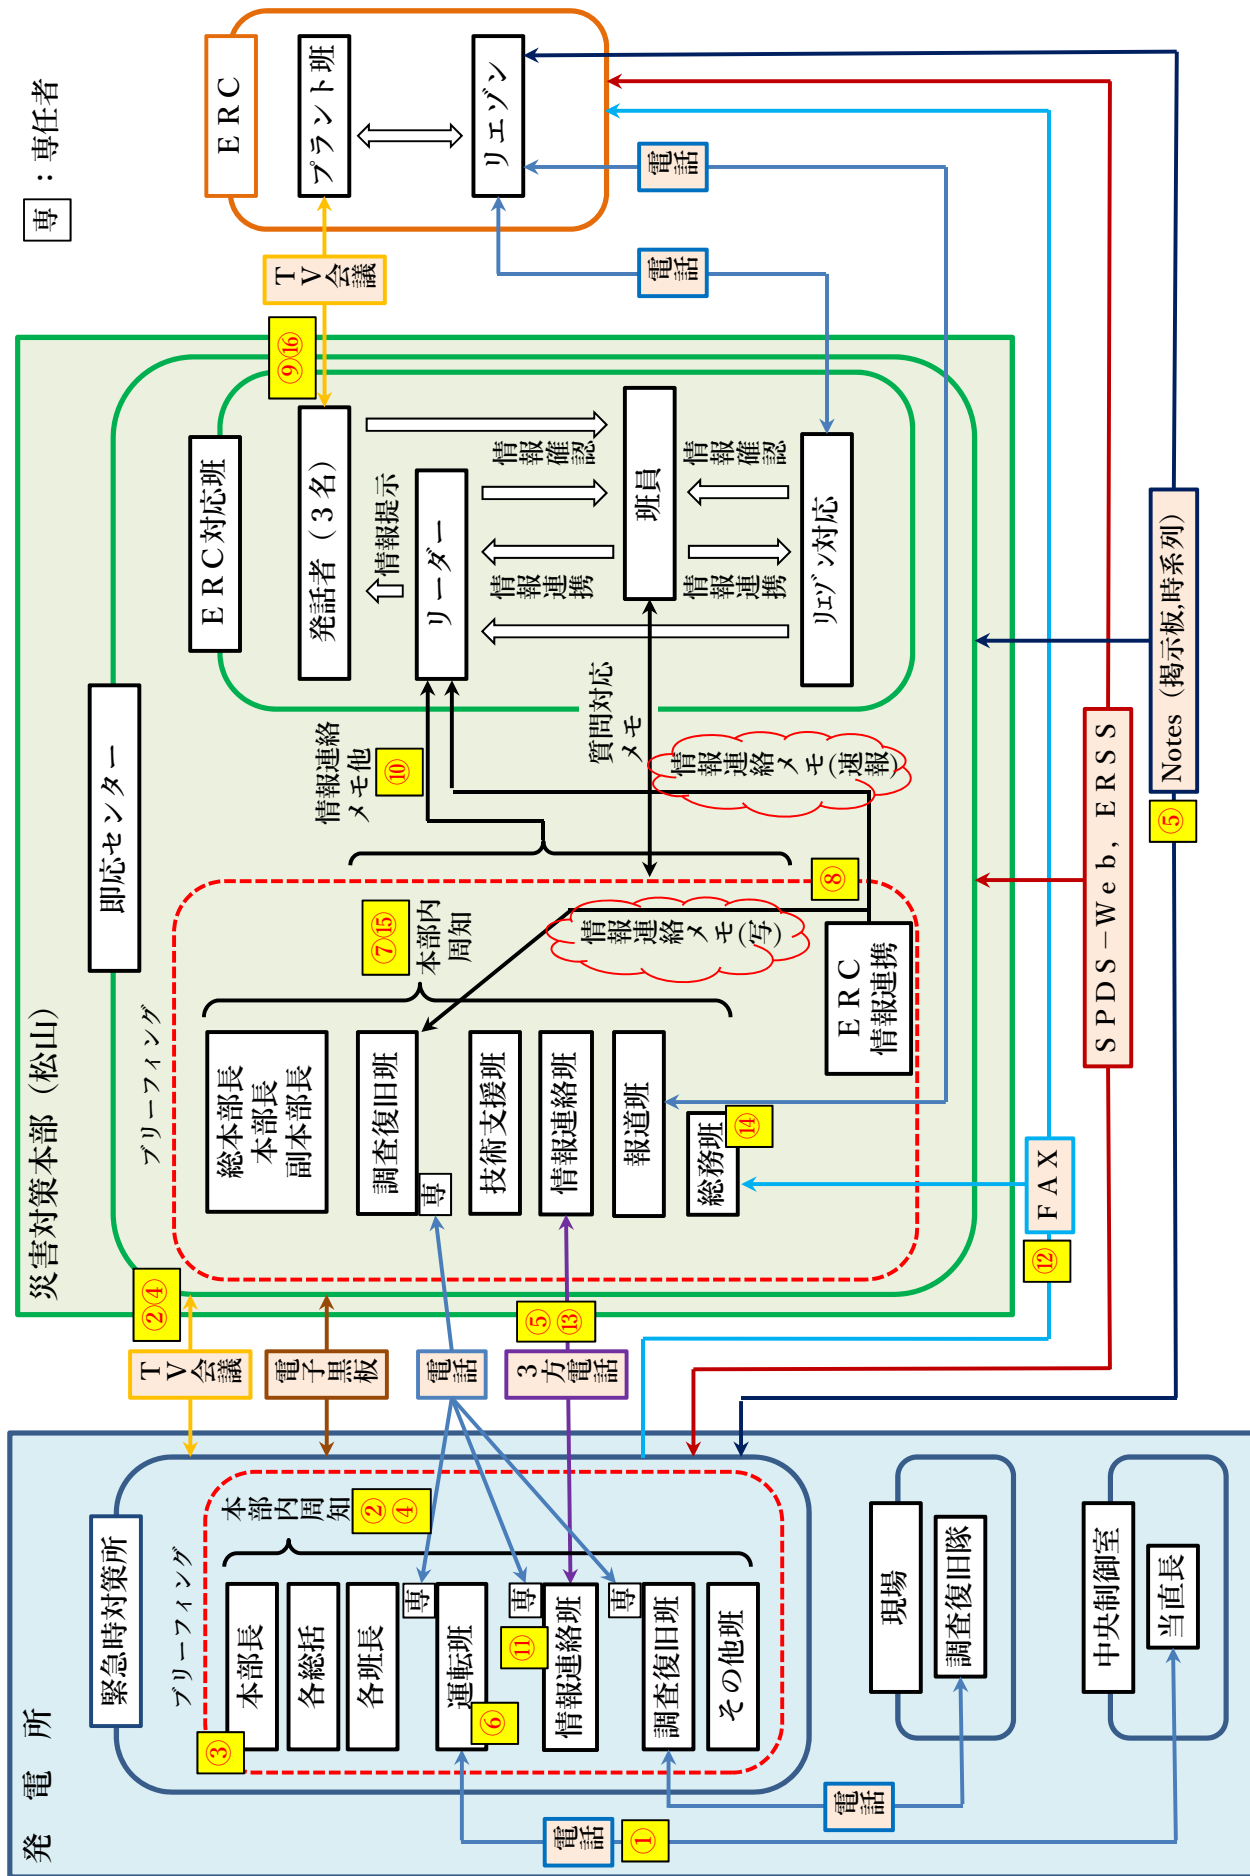 発　電　所
緊急時対策所
ブリーフィング
③
本部長
各総括
各班長
運転班
専
⑥
情報連絡班
専
⑪
調査復旧班
専
その他班
本部内周知
②
④
電話
①
電話
現場
調査復旧隊
中央制御室
当直長
ＴＶ会議
②④
電子黒板
電話
３方電話
⑤
⑬
災害対策本部（松山）
即応センター
ブリーフィング
総本部長
本部長
副本部長
調査復旧班
専
技術支援班
情報連絡班
報道班
総務班
⑭
⑦⑮
本部内
周知
ＥＲＣ
情報連携
⑧
情報連絡メモ(写)
情報連絡メモ(速報)
情報連絡
メモ他
⑩
質問対応
メモ
ＥＲＣ対応班
発話者（３名）
情報提示
リーダー
情報確認
情報連携
班員
情報確認
情報連携
ﾘｴｿﾞﾝ対応
⑨⑯
ＴＶ会議
電話
電話
ＥＲＣ
プラント班
リエゾン
専：専任者
ＦＡＸ
⑫
ＳＰＤＳ－Ｗｅｂ，ＥＲＳＳ
Notes（掲示板,時系列）
⑤